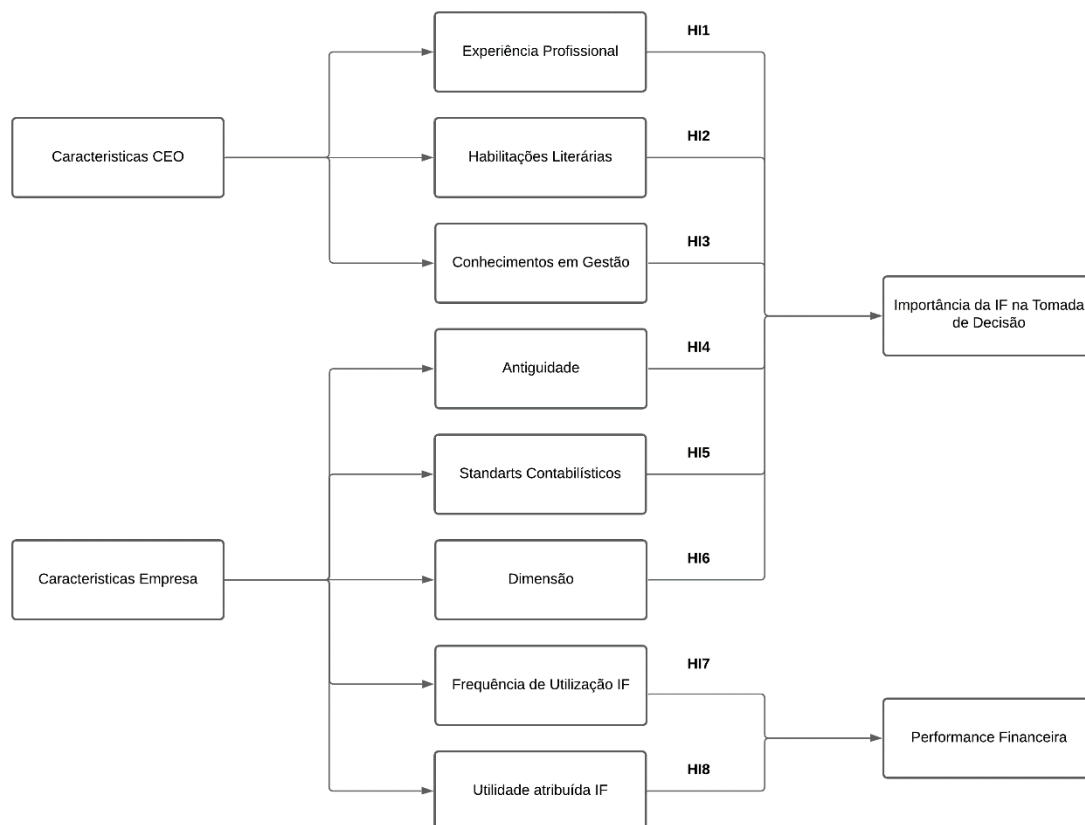 Experiência Profissional
HI1
Caracteristicas CEO
Habilitações Literárias
HI2
Conhecimentos em Gestão
HI3
Importância da IF na Tomada
de Decisão
Antiguidade
HI4
Standarts Contabilísticos
HI5
Caracteristicas Empresa
Dimensão
HI6
Frequência de Utilização IF
HI7
Performance Financeira
Utilidade atribuída IF
HI8